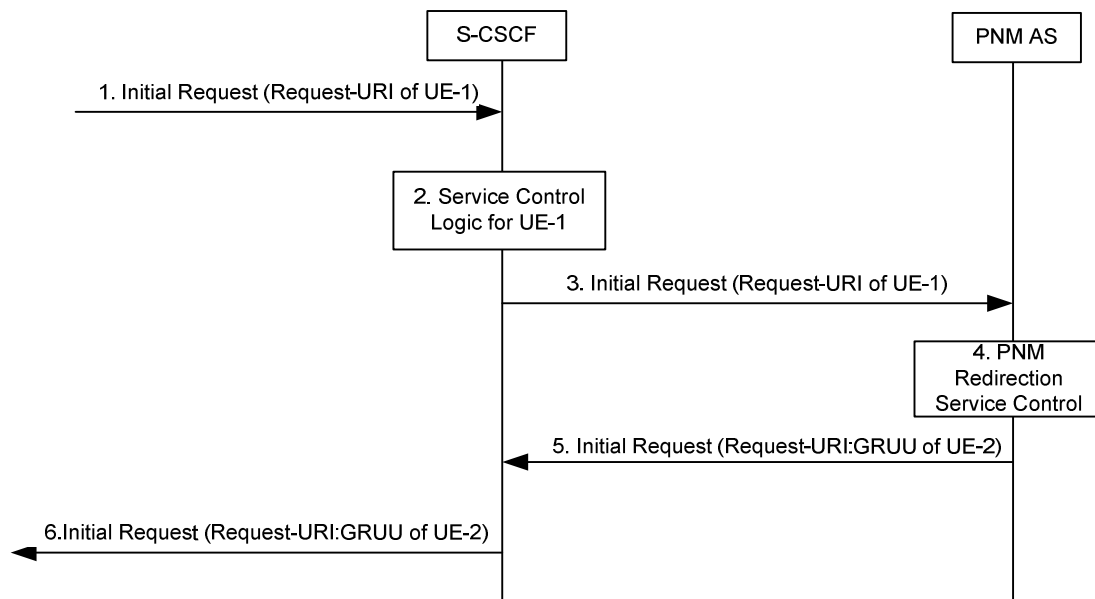 S-CSCF
PNM AS
1. Initial Request (Request-URI of UE-1)
2. Service Control
Logic for UE-1
3. Initial Request (Request-URI of UE-1)
4. PNM
Redirection
Service Control
5. Initial Request (Request-URI:GRUU of UE-2)
6.Initial Request (Request-URI:GRUU of UE-2)